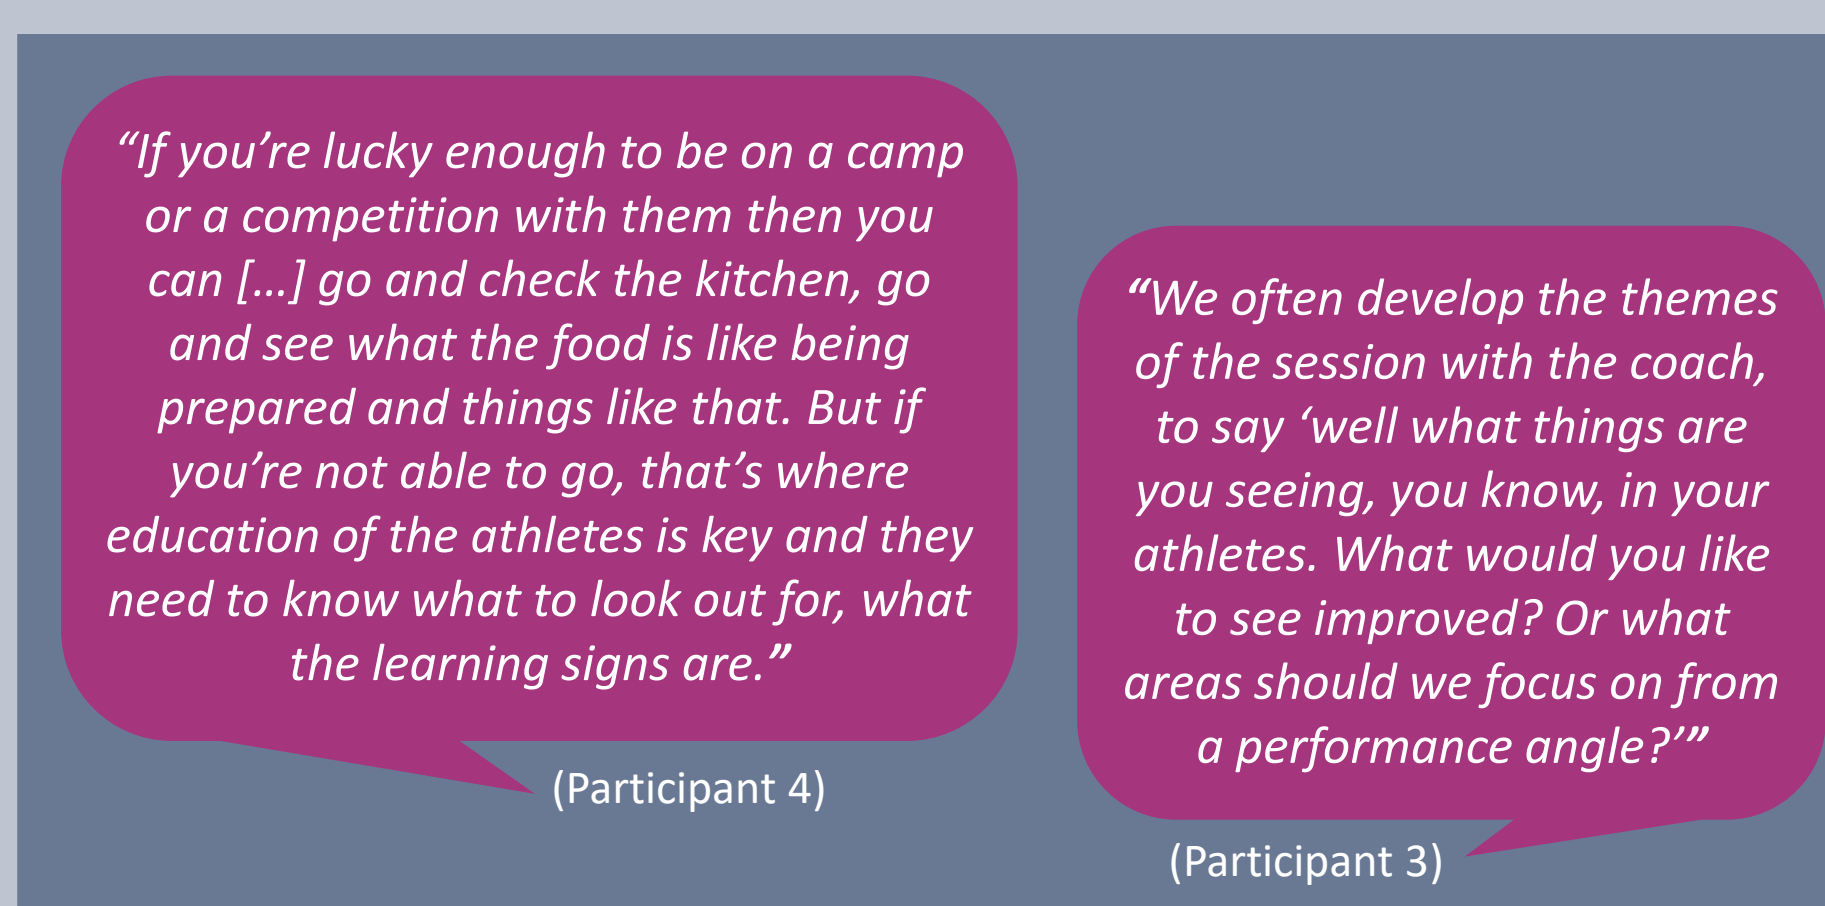 “If you’re lucky enough to be on a camp
or a competition with them then you
can […] go and check the kitchen, go
and see what the food is like being
prepared and things like that. But if
you’re not able to go, that’s where
education of the athletes is key and they
need to know what to look out for, what
the learning signs are.”
(Participant 4)
“We often develop the themes
of the session with the coach,
to say ‘well what things are
you seeing, you know, in your
athletes. What would you like
to see improved? Or what
areas should we focus on from
a performance angle?’”
(Participant 3)